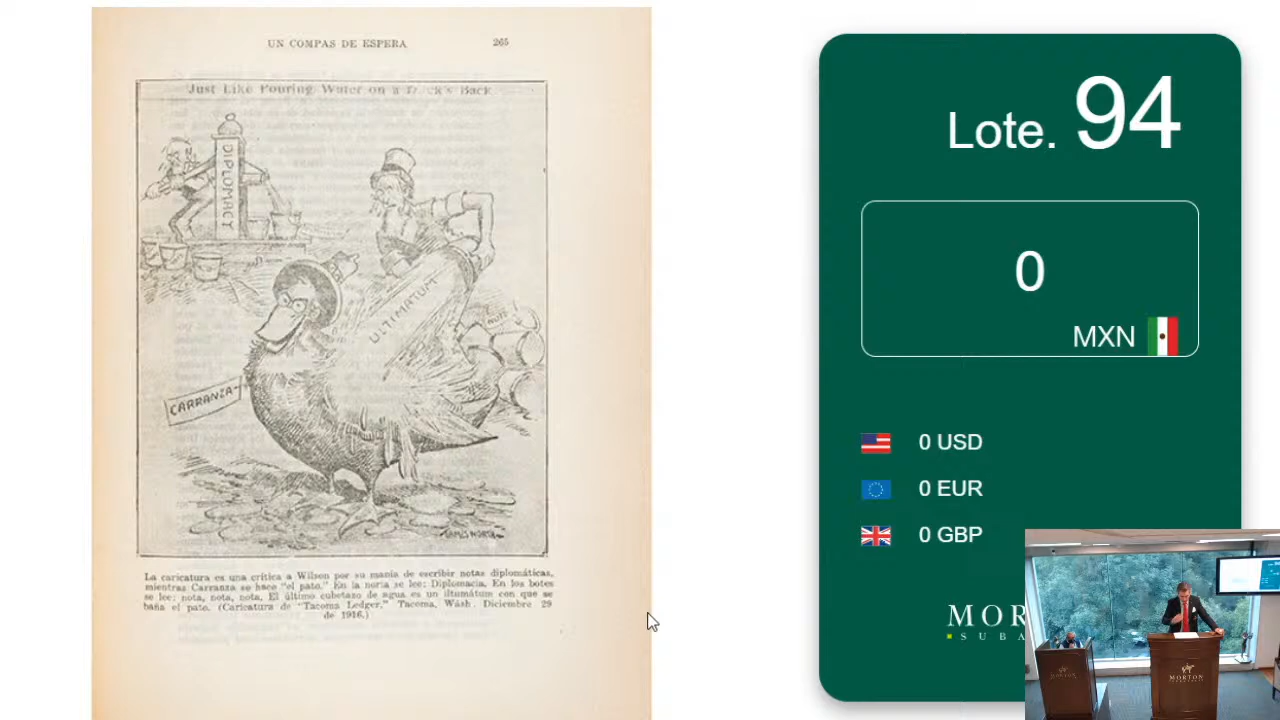 UN COMPAS DE ESPERA 265
Just Like Pouring Water on a
Back
DIPLOMACY
ULTIMATUM
CARRANZA
La caricatura es una crítica a Wilson por su manía de escribir notas diplomáticas,
mientras Carranza se hace "el pato." En la noria se lee: Diplomacia. En los botes
se lee: nota, nota, nota. El último cubetazo de agua es un iltumátum con que se
baña el pato. (Caricatura de "Tacoma Ledger," Tacoma, Wash. Diciembre 29
de 1916.)
Lote. 94
0
MXN
0 USD
0 EUR
0 GBP
MOR
SUBA
MORTON